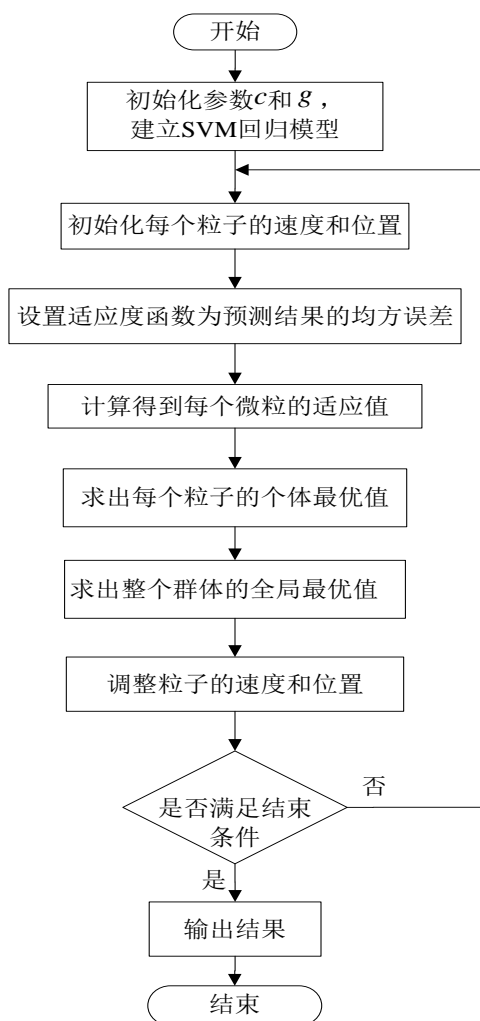 开始
初始化参数c和g，
建立SVM回归模型
初始化每个粒子的速度和位置
设置适应度函数为预测结果的均方误差
计算得到每个微粒的适应值
求出每个粒子的个体最优值
求出整个群体的全局最优值
调整粒子的速度和位置
否
是否满足结束
条件
是
输出结果
结束